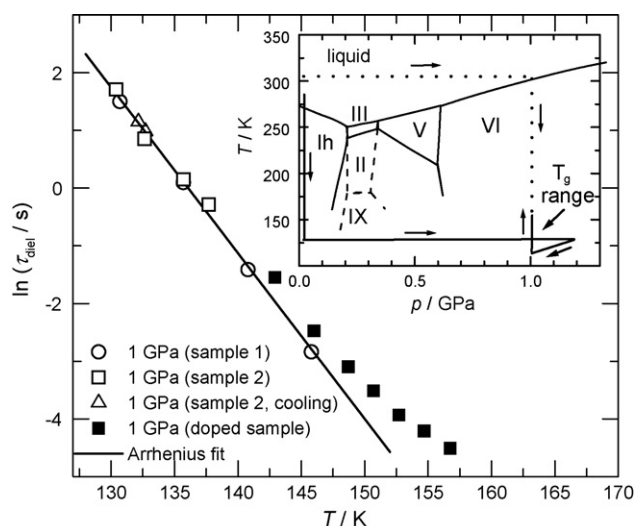 ln (τdiel / s)
2
0
-2
-4
130 135 140 145 150 155 160 165 170
T / K
1 GPa (sample 1)
1 GPa (sample 2)
1 GPa (sample 2, cooling)
1 GPa (doped sample)
Arrhenius fit
T / K
350
300
250
200
150
0.0 0.5 1.0
p / GPa
liquid
III
Ih
V
VI
II
IX
Tg
range